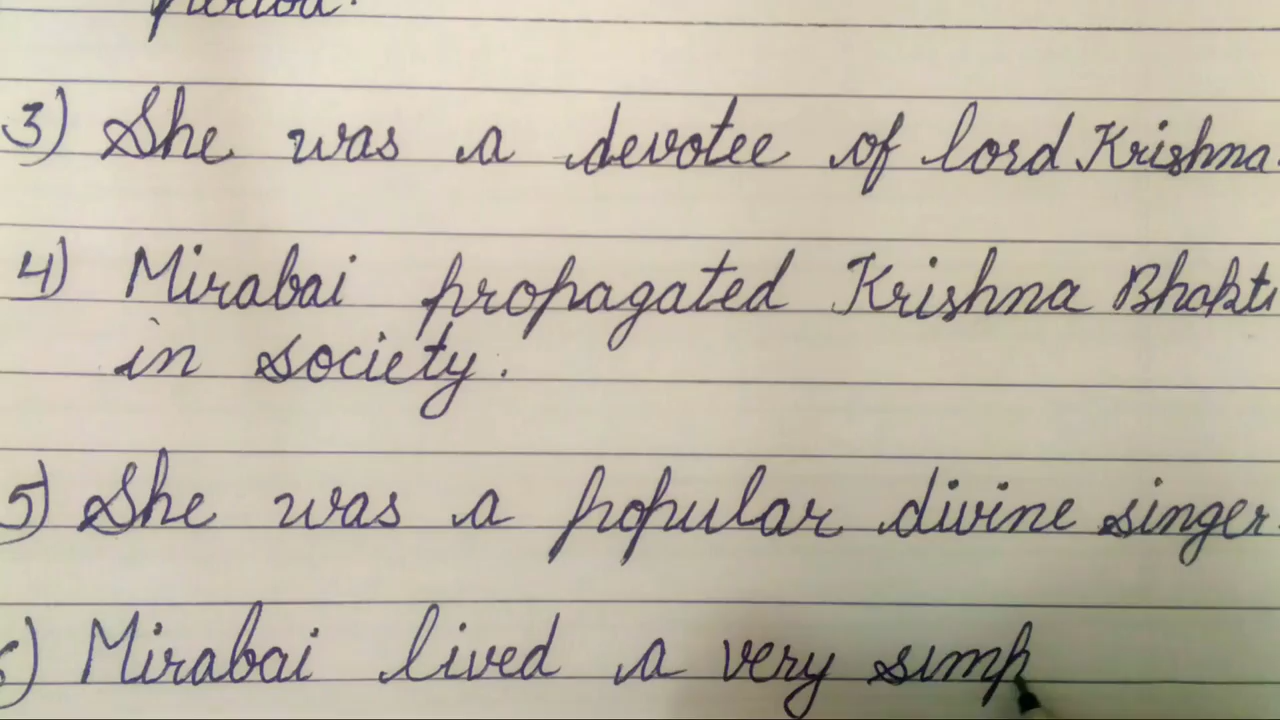 period.
3) She was a devotee of lord Krishna.
4) Mirabai propagated Krishna Bhakti
in society.
5) She was a popular divine singer
6) Mirabai lived a very simp